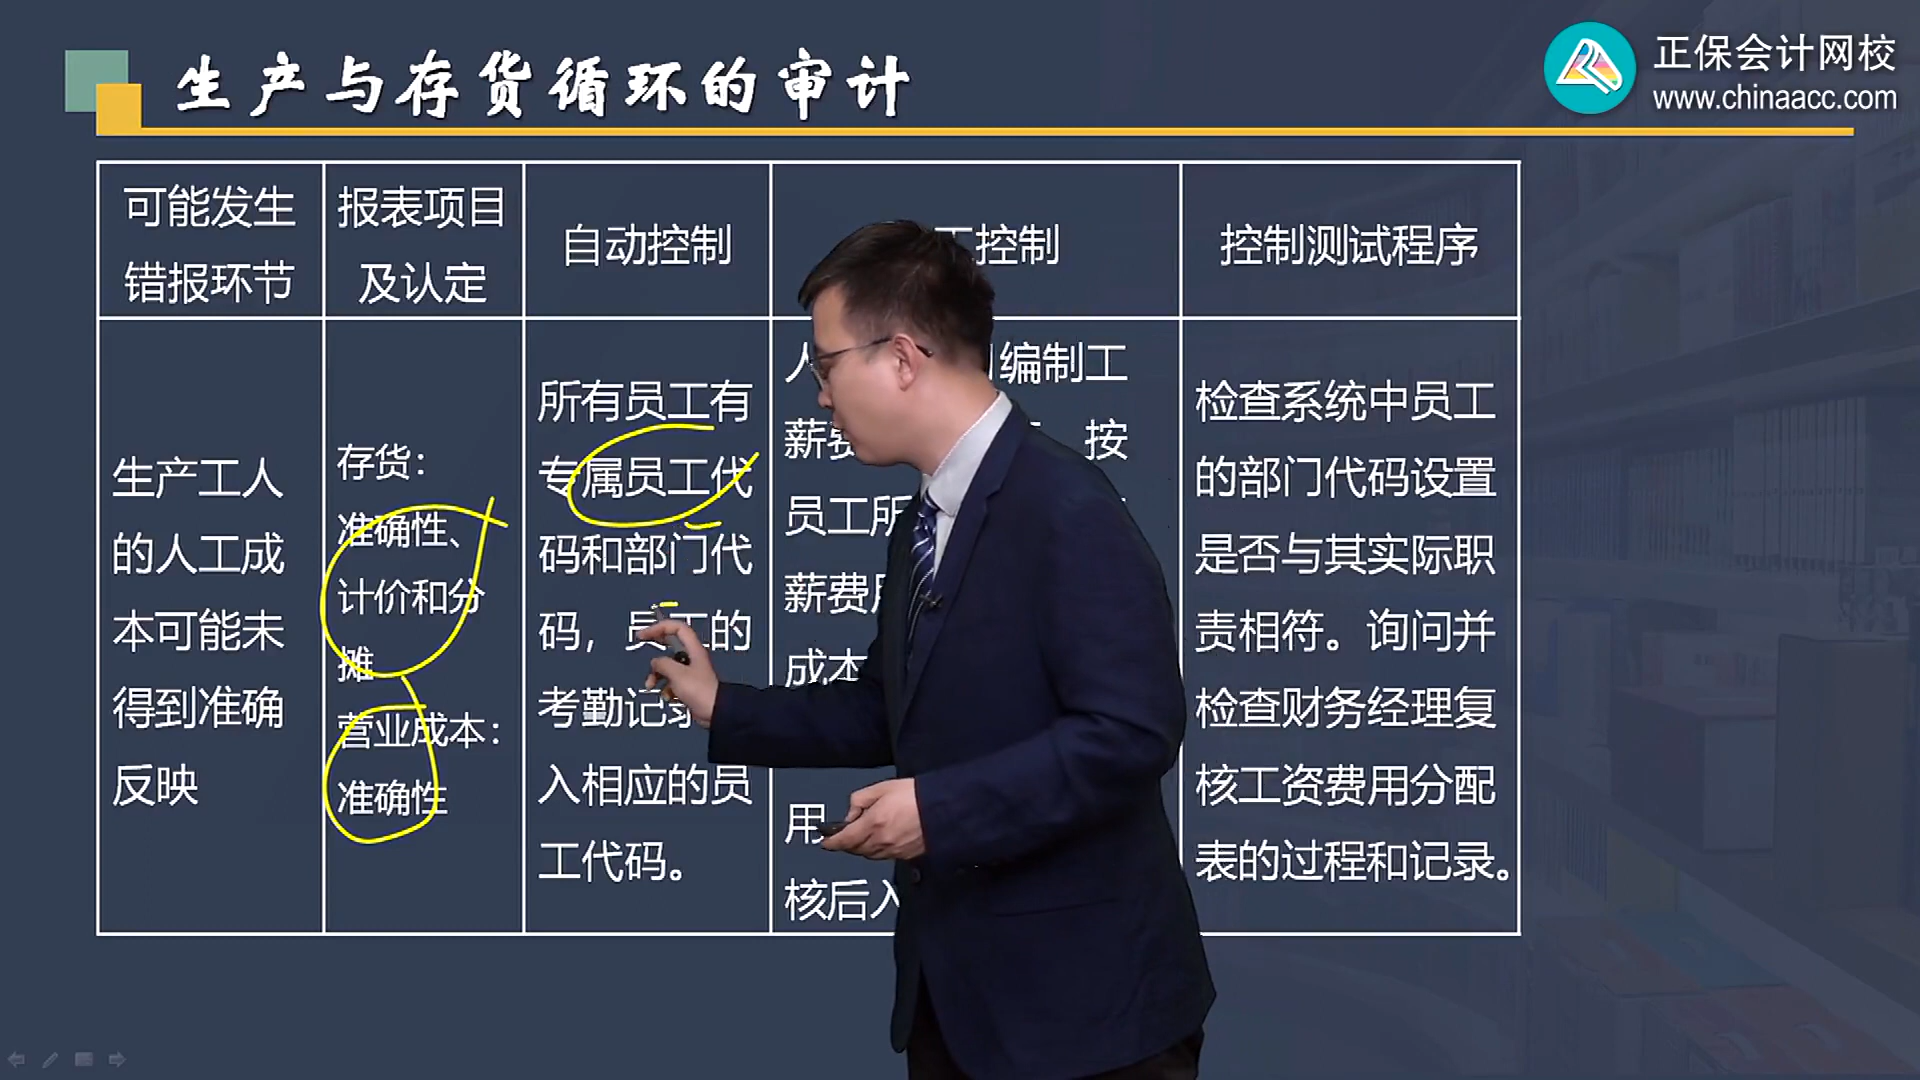 生产与存货循环的审计
正保会计网校
www.chinaacc.com
可能发生
错报环节
报表项目
及认定
自动控制
工控制
控制测试程序
生产工人
的人工成
本可能未
得到准确
反映
存货：
准确性、
计价和分
摊
营业成本：
准确性
所有员工有
专属员工代
码和部门代
码，员工的
考勤记录
入相应的员
工代码。
人 编制工
薪费 按
员工所
薪费用
成本
用
核后入
检查系统中员工
的部门代码设置
是否与其实际职
责相符。询问并
检查财务经理复
核工资费用分配
表的过程和记录。